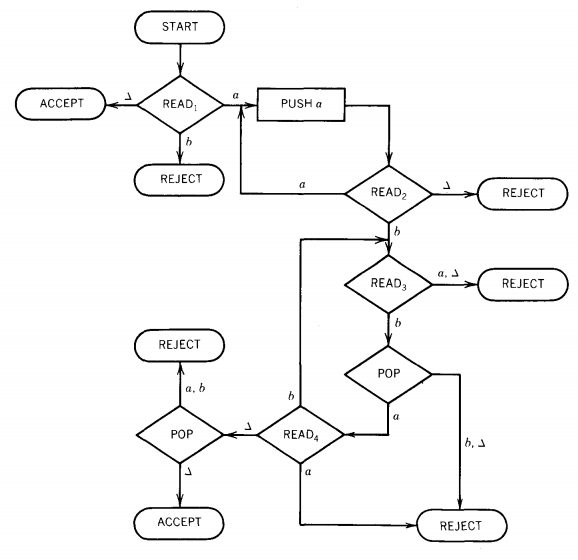 START
ACCEPT
Δ
READ₁
a
PUSH a
b
REJECT
a
READ₂
Δ
REJECT
b
READ₃
a, Δ
REJECT
b
REJECT
POP
a, b
b
a
POP
Δ
READ₄
b, Δ
Δ
a
ACCEPT
REJECT